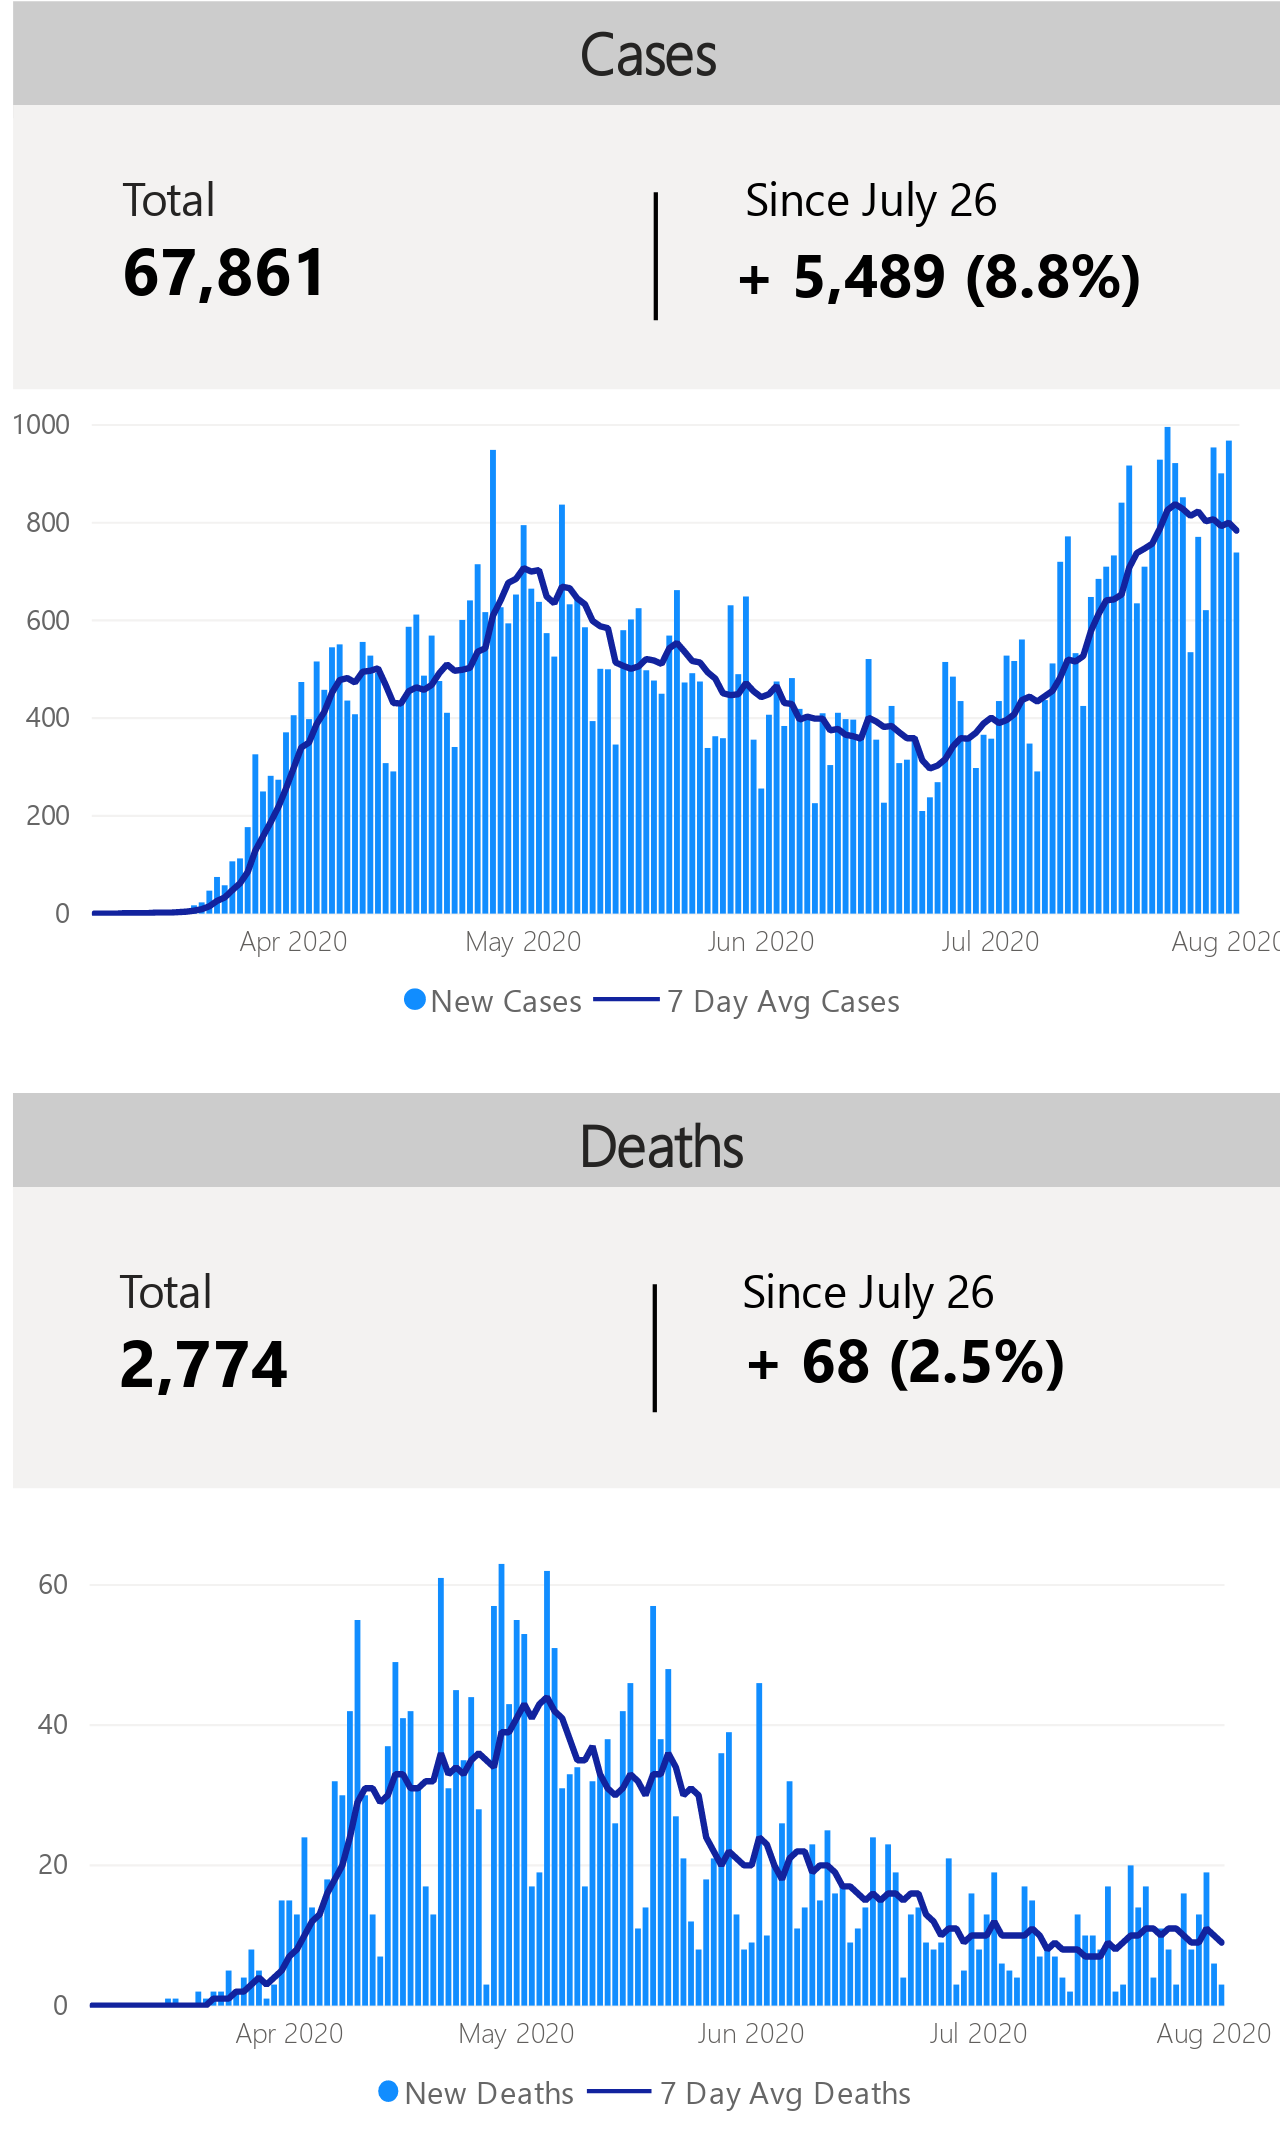 Cases
Total
Since July 26
67,861
+ 5,489 (8.8%)
1000
800
600
400
200
0
Apr 2020 May 2020 Jun 2020 Jul 2020 Aug 2020
New Cases 7 Day Avg Cases
Deaths
Total
Since July 26
2,774
+ 68 (2.5%)
60
40
20
0
Apr 2020 May 2020 Jun 2020 Jul 2020 Aug 2020
New Deaths 7 Day Avg Deaths